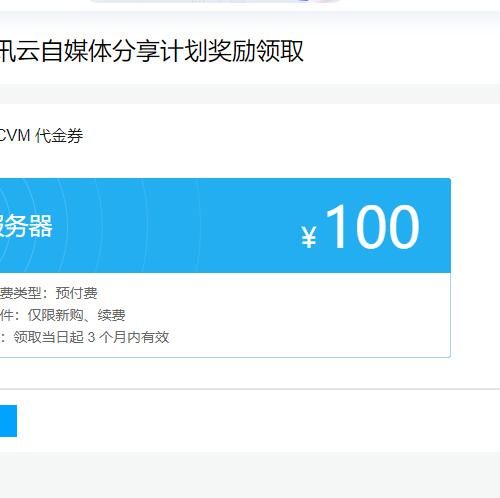 讯云自媒体分享计划奖励领取
CVM 代金券
服务器
¥100
费类型：预付费
件：仅限新购、续费
：领取当日起 3 个月内有效